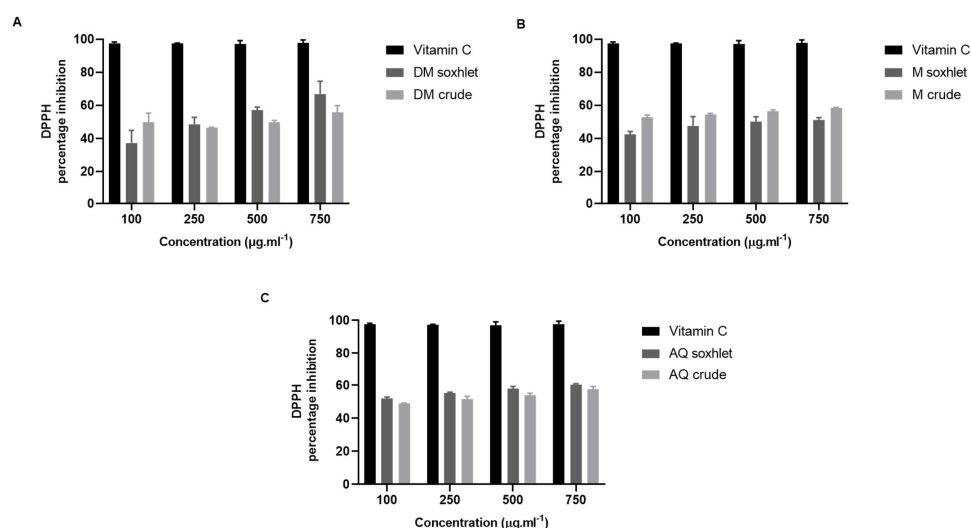 A
DPPH
percentage inhibition
100
80
60
40
20
0
100 250 500 750
Concentration (µg.ml⁻¹)
Vitamin C
DM soxhlet
DM crude
B
DPPH
percentage inhibition
100
80
60
40
20
0
100 250 500 750
Concentration (µg.ml⁻¹)
Vitamin C
M soxhlet
M crude
C
DPPH
percentage inhibition
100
80
60
40
20
0
100 250 500 750
Concentration (µg.ml⁻¹)
Vitamin C
AQ soxhlet
AQ crude